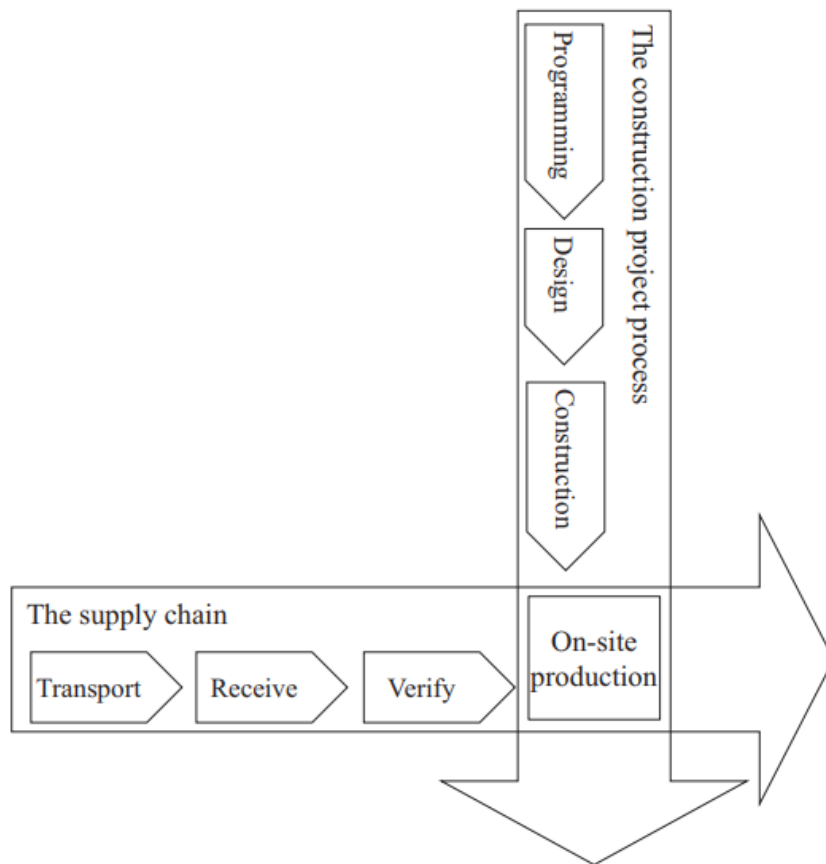 The construction project process
Programming
Design
Construction
The supply chain
Transport
Receive
Verify
On-site
production